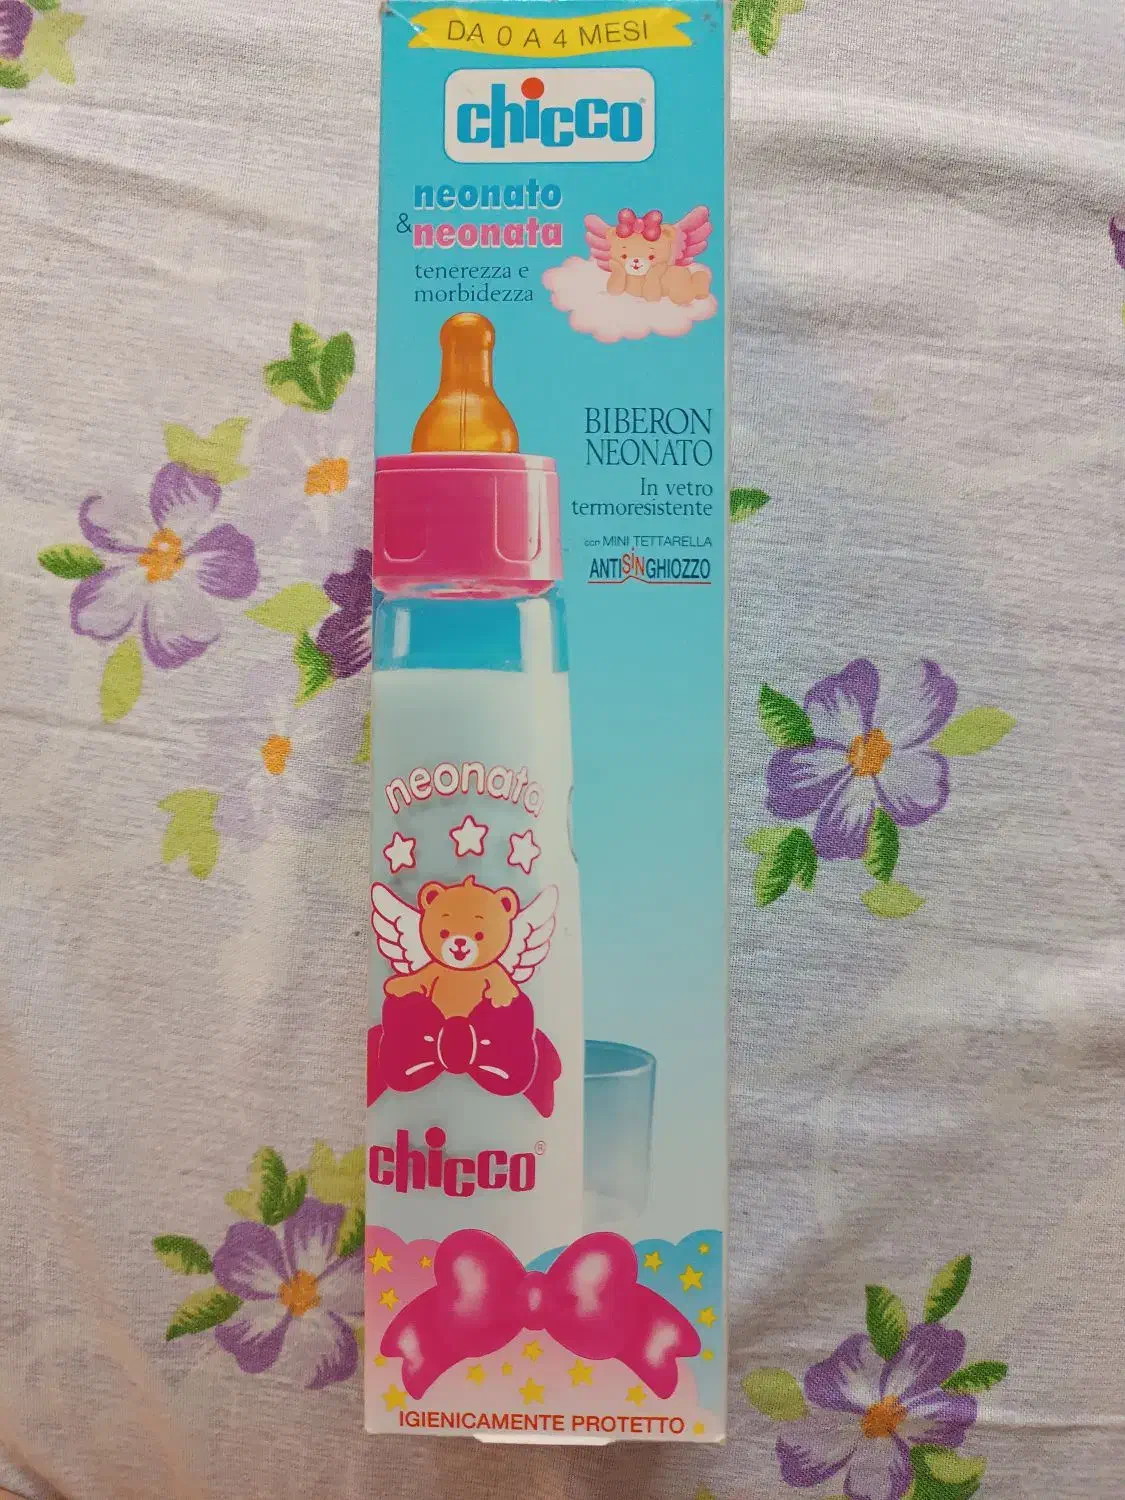 DA 0 A 4 MESI
chicco
neonato
& neonata
tenerezza e
morbidezza
BIBERON
NEONATO
In vetro
termoresistente
con MINI TETTARELLA
ANTISINGHIOZZO
neonata
chicco®
IGIENICAMENTE PROTETTO